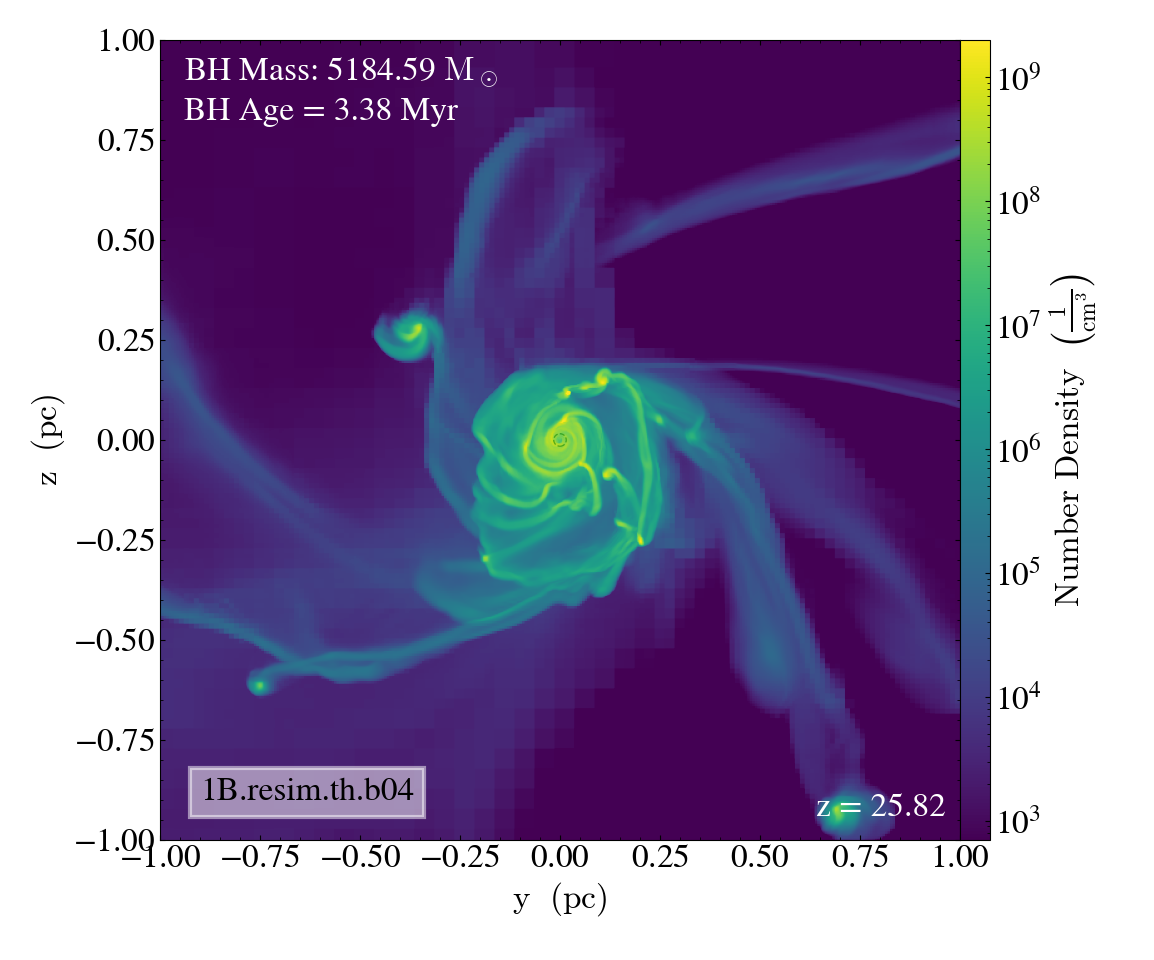 BH Mass: 5184.59 M⊙
BH Age = 3.38 Myr
1.00
0.75
0.50
0.25
0.00
−0.25
−0.50
−0.75
−1.00
z (pc)
1B.resim.th.b04
z = 25.82
−1.00 −0.75 −0.50 −0.25 0.00 0.25 0.50 0.75 1.00
y (pc)
10⁹
10⁸
10⁷
10⁶
10⁵
10⁴
10³
Number Density (1/cm³)